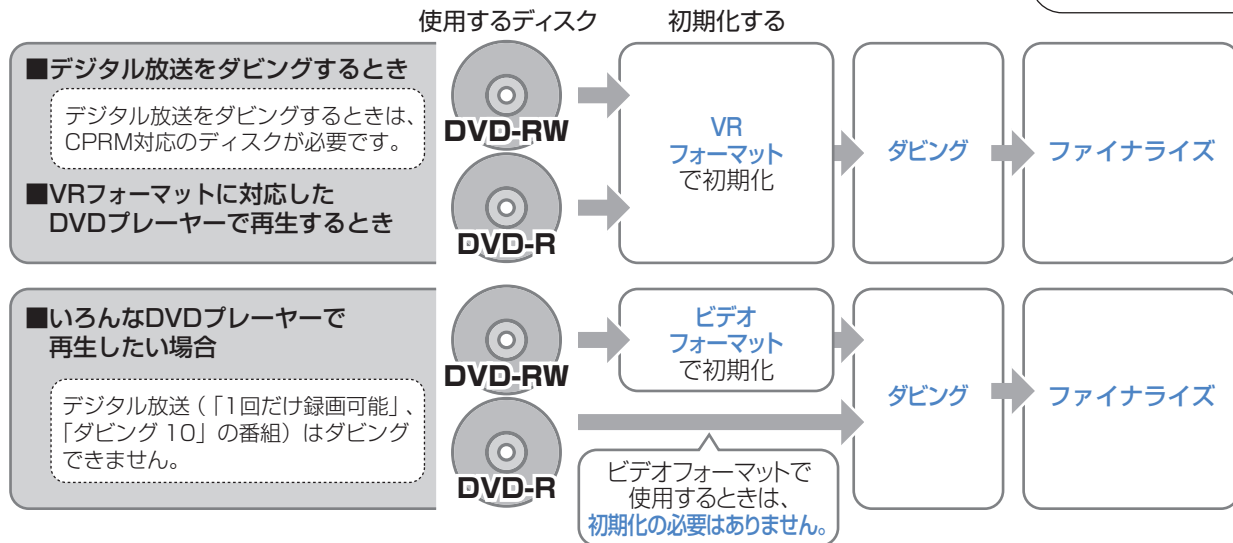 使用するディスク
初期化する
■デジタル放送をダビングするとき
デジタル放送をダビングするときは、
CPRM対応のディスクが必要です。
■VRフォーマットに対応した
DVDプレーヤーで再生するとき
DVD-RW
DVD-R
VR
フォーマット
で初期化
ダビング
ファイナライズ
■いろんなDVDプレーヤーで
再生したい場合
デジタル放送(「1回だけ録画可能」、
「ダビング 10」の番組)はダビング
できません。
DVD-RW
DVD-R
ビデオ
フォーマット
で初期化
ビデオフォーマットで
使用するときは、
初期化の必要はありません。
ダビング
ファイナライズ